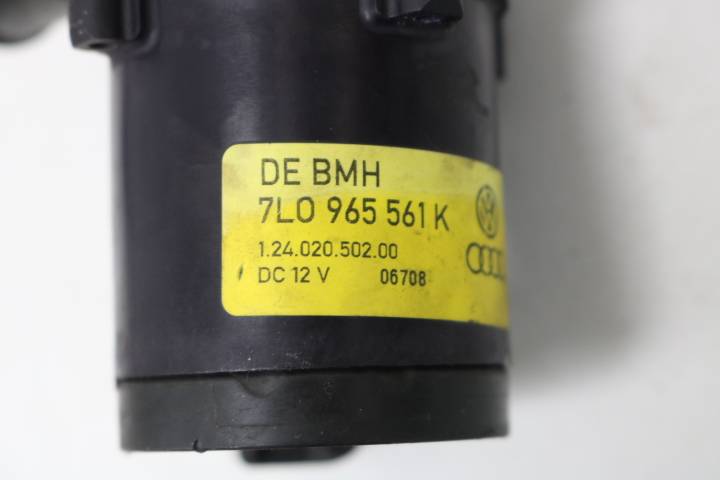 DE BMH
7L0 965 561 K
1.24.020.502.00
DC 12 V 06708